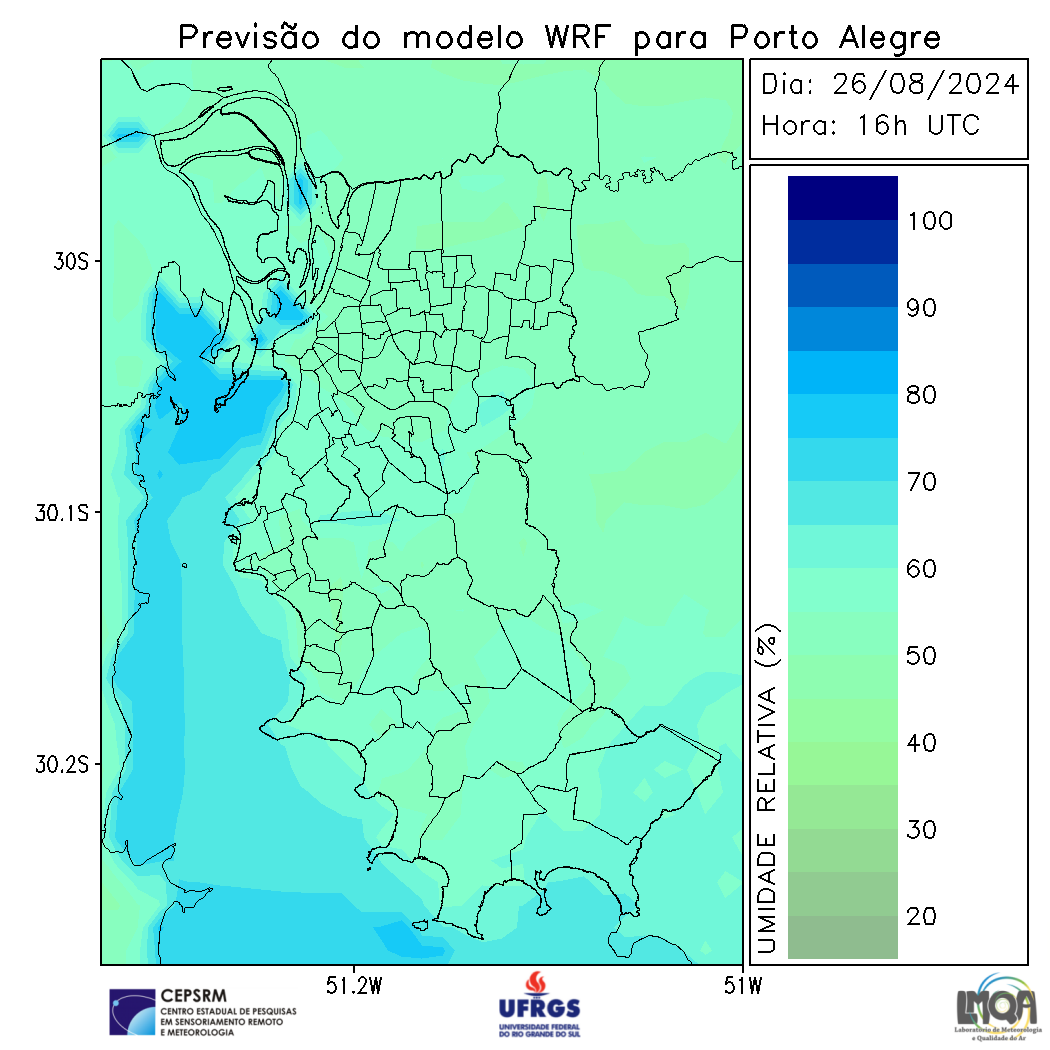 Previsão do modelo WRF para Porto Alegre
Dia: 26/08/2024
Hora: 16h UTC
30S
30.1S
30.2S
51.2W
51W
UMIDADE RELATIVA (%)
100
90
80
70
60
50
40
30
20
CEPSRM
CENTRO ESTADUAL DE PESQUISAS
EM SENSORIAMENTO REMOTO
E METEOROLOGIA
UFRGS
UNIVERSIDADE FEDERAL
DO RIO GRANDE DO SUL
LMQA
Laboratório de Meteorologia
e Qualidade do Ar